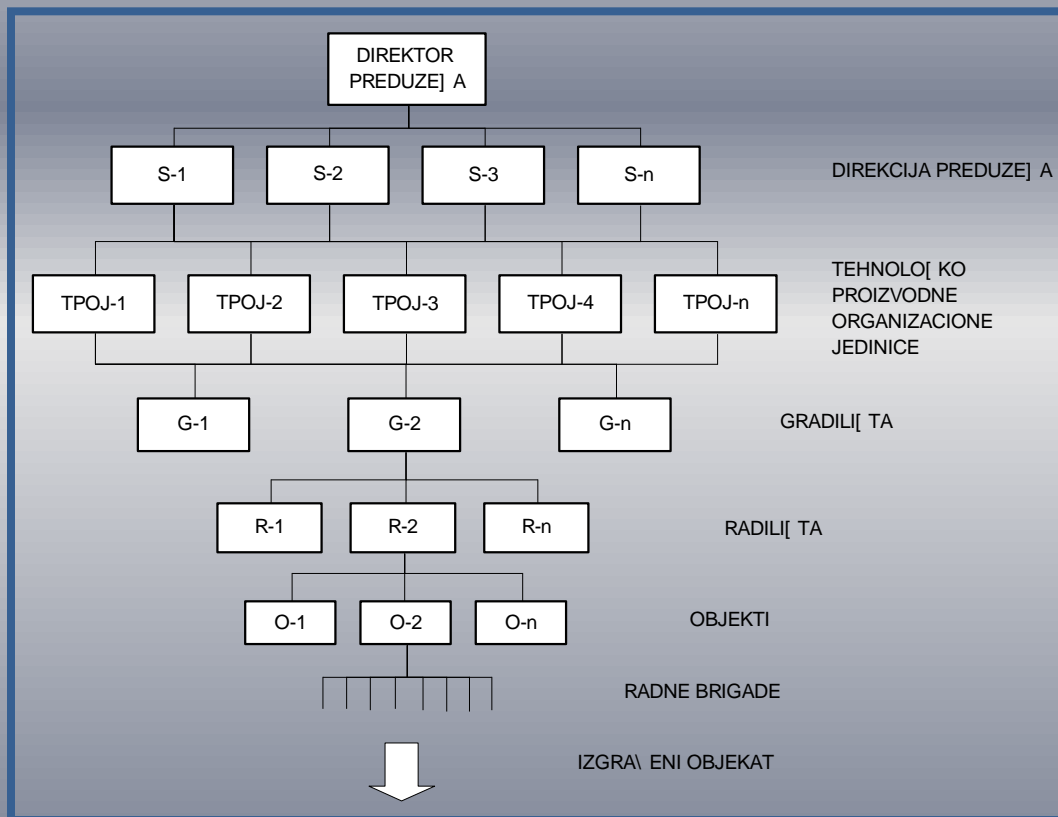 DIREKTOR
PREDUZE] A
S-1
S-2
S-3
S-n
DIREKCIJA PREDUZE] A
TPOJ-1
TPOJ-2
TPOJ-3
TPOJ-4
TPOJ-n
TEHNOLO[ KO
PROIZVODNE
ORGANIZACIONE
JEDINICE
G-1
G-2
G-n
GRADILI[ TA
R-1
R-2
R-n
RADILI[ TA
O-1
O-2
O-n
OBJEKTI
RADNE BRIGADE
IZGRA\ ENI OBJEKAT